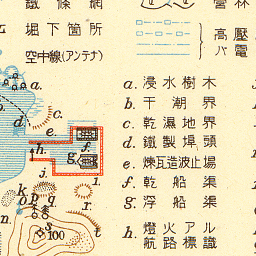 鐵條網
堀下箇所
空中線(アンテナ)
營林
高壓
バ電
a. 浸水樹木
b. 干潮界
c. 乾濕地界
d. 鐵製埠頭
e. 煉瓦造波止場
f. 乾船渠
g. 浮船渠
h. 燈火アル
航路標識
a.
b
c.
d
e.
f.
g.
h.
i.
j.
k
o
p
q
n.
r.
s
100
t